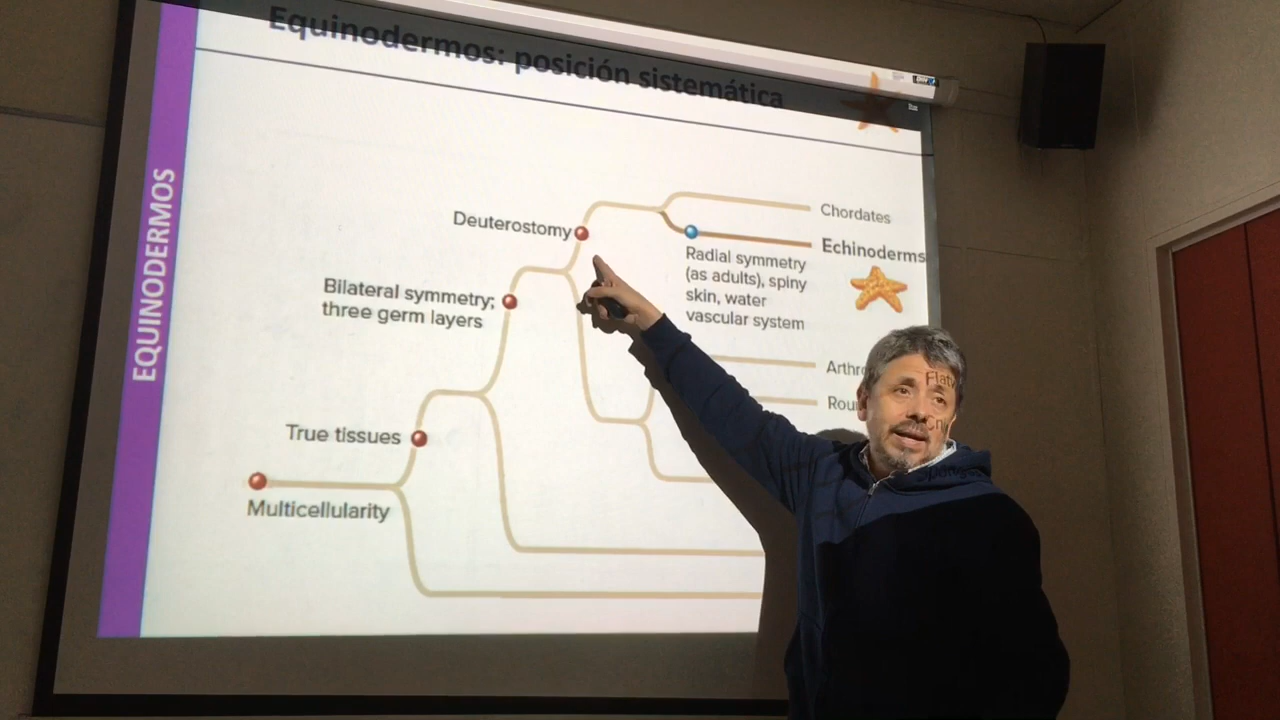 Equinodermos: posición sistemática
EQUINODERMOS
Chordates
Deuterostomy
Echinoderms
Radial symmetry
(as adults), spiny
skin, water
vascular system
Bilateral symmetry;
three germ layers
True tissues
Multicellularity